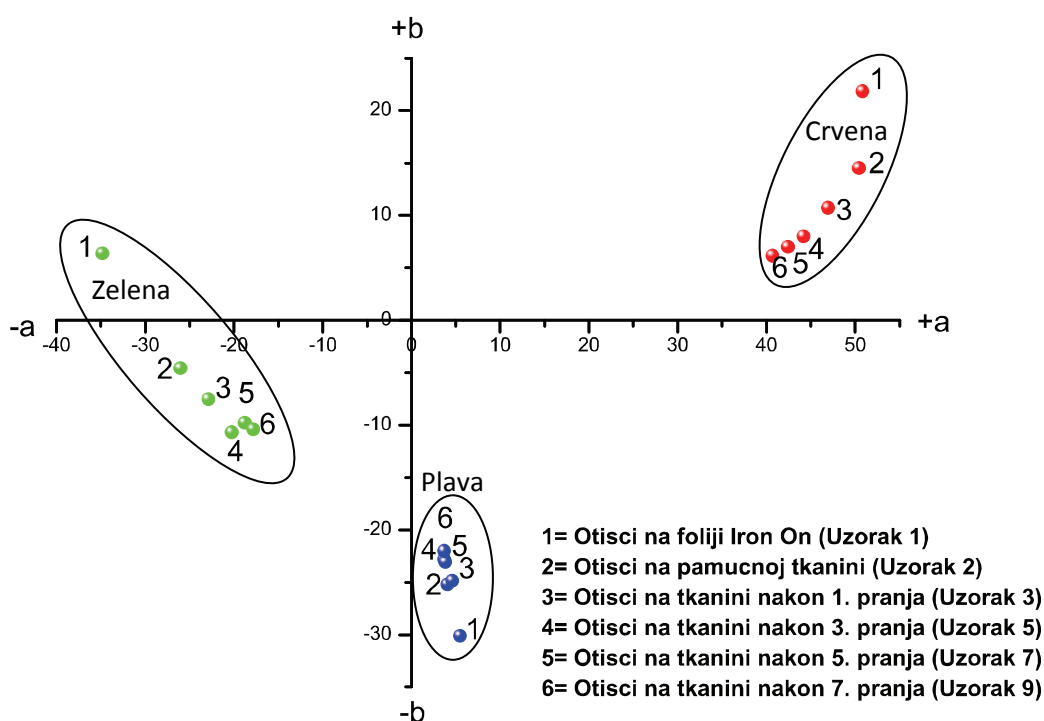 +b
20
10
-a
+a
-40
-30
-20
-10
0
10
20
30
40
50
-10
-20
-30
-b
Crvena
1
2
3
4
5
6
Zelena
1
2
3
5
6
4
Plava
6
4
5
3
2
1
1= Otisci na foliji Iron On (Uzorak 1)
2= Otisci na pamucnoj tkanini (Uzorak 2)
3= Otisci na tkanini nakon 1. pranja (Uzorak 3)
4= Otisci na tkanini nakon 3. pranja (Uzorak 5)
5= Otisci na tkanini nakon 5. pranja (Uzorak 7)
6= Otisci na tkanini nakon 7. pranja (Uzorak 9)